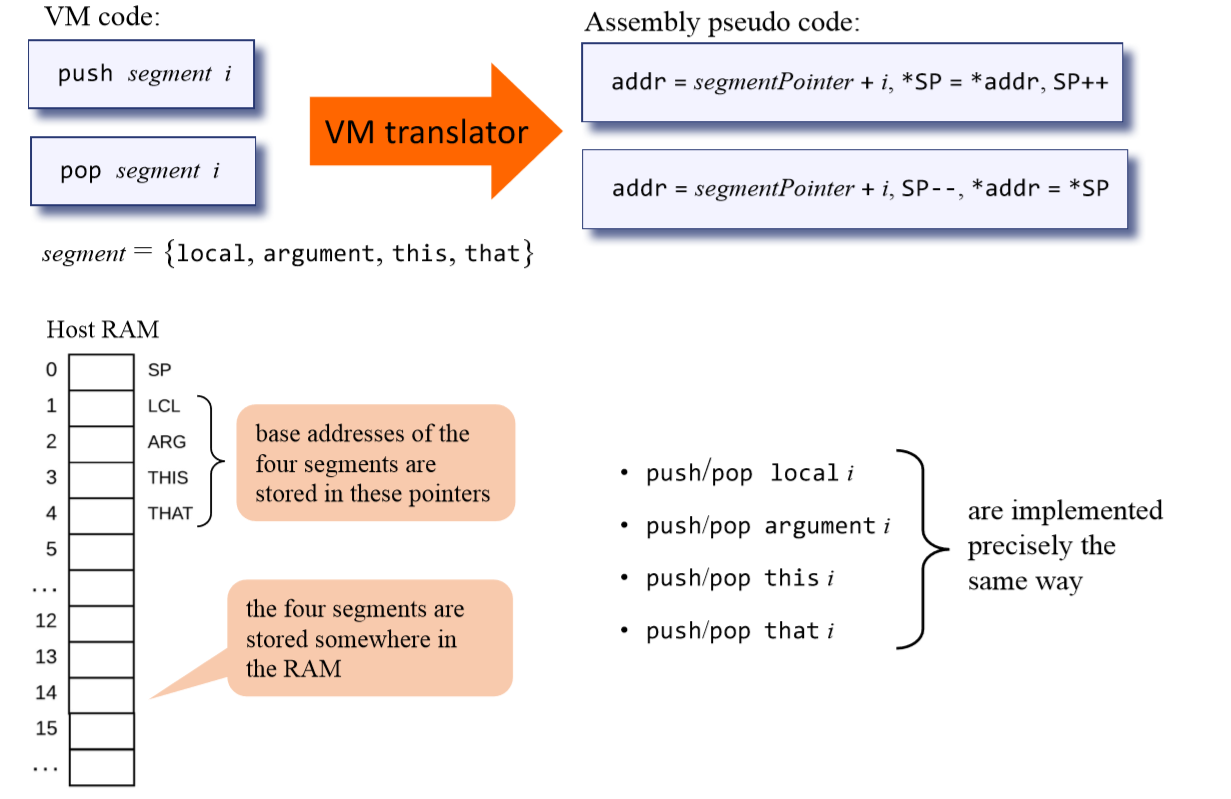 VM code:
push segment i
pop segment i
segment = {local, argument, this, that}
VM translator
Assembly pseudo code:
addr = segmentPointer + i, *SP = *addr, SP++
addr = segmentPointer + i, SP--, *addr = *SP
Host RAM
0 SP
1 LCL
2 ARG
3 THIS
4 THAT
5
...
12
13
14
15
...
base addresses of the
four segments are
stored in these pointers
the four segments are
stored somewhere in
the RAM
• push/pop local i
• push/pop argument i
• push/pop this i
• push/pop that i
are implemented
precisely the
same way